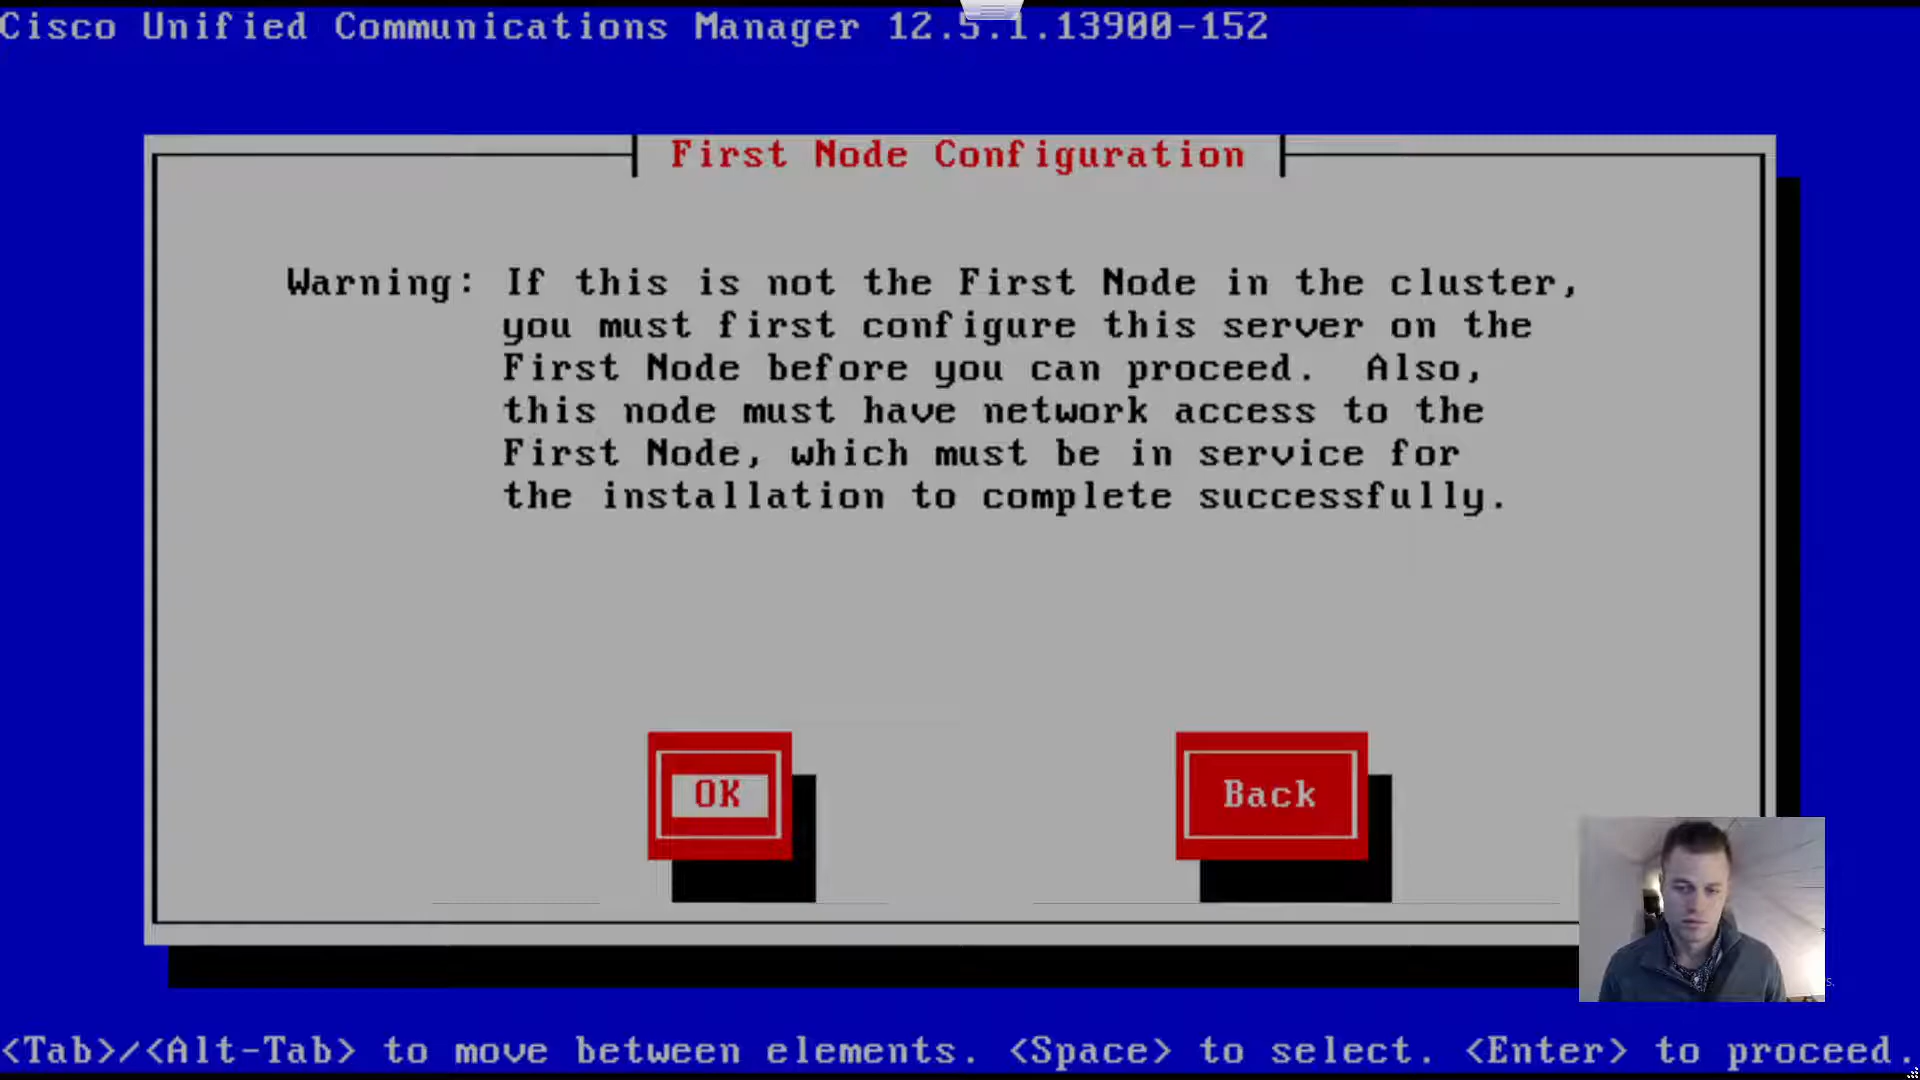 Cisco Unified Communications Manager 12.5.1.13900-152
First Node Configuration
Warning: If this is not the First Node in the cluster,
you must first configure this server on the
First Node before you can proceed.  Also,
this node must have network access to the
First Node, which must be in service for
the installation to complete successfully.
OK
Back
s.
<Tab>/<Alt-Tab> to move between elements. <Space> to select. <Enter> to proceed.